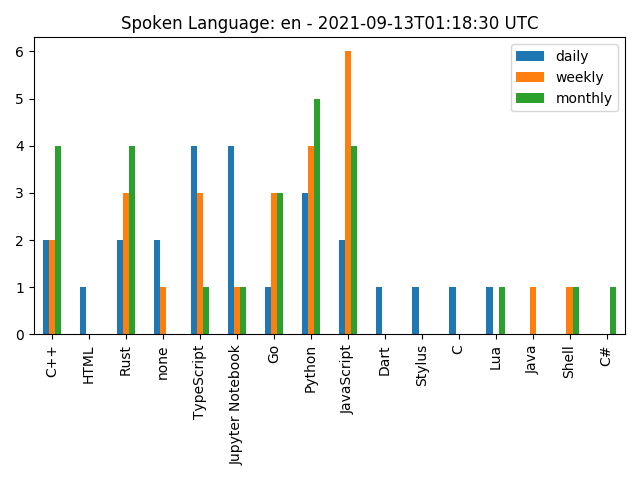 Spoken Language: en - 2021-09-13T01:18:30 UTC
daily
weekly
monthly
6
5
4
3
2
1
0
C++
HTML
Rust
none
TypeScript
Jupyter Notebook
Go
Python
JavaScript
Dart
Stylus
C
Lua
Java
Shell
C#